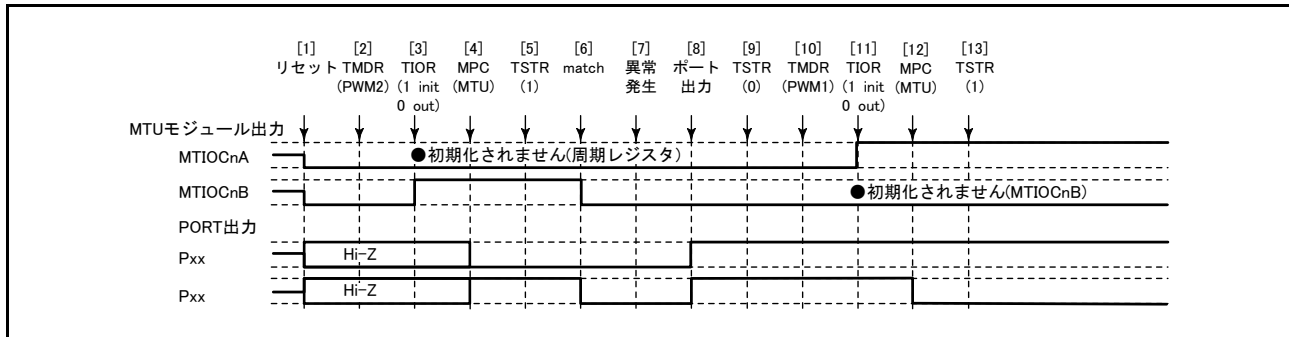 [1] [2] [3] [4] [5] [6] [7] [8] [9] [10] [11] [12] [13]
リセット TMDR TIOR MPC TSTR match 異常 ポート TSTR TMDR TIOR MPC TSTR
(PWM2) (1 init (MTU) (1) 発生 出力 (0) (PWM1) (1 init (MTU) (1)
0 out) 0 out)
MTUモジュール出力
MTIOCnA ●初期化されません(周期レジスタ)
MTIOCnB ●初期化されません(MTIOCnB)
PORT出力
Pxx Hi-Z
Pxx Hi-Z